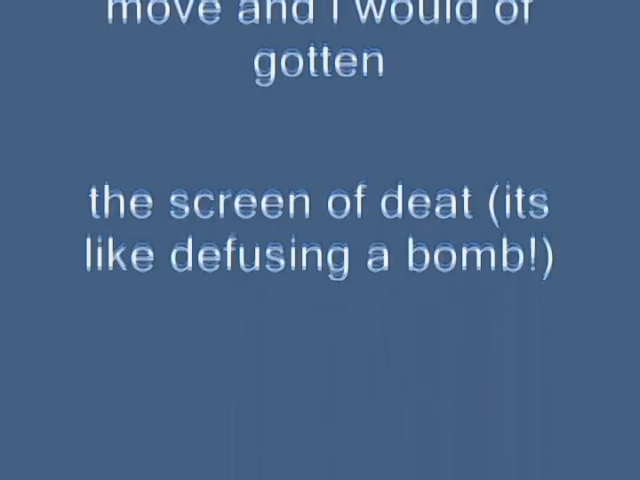 move and I would of
gotten
the screen of deat (its
like defusing a bomb!)